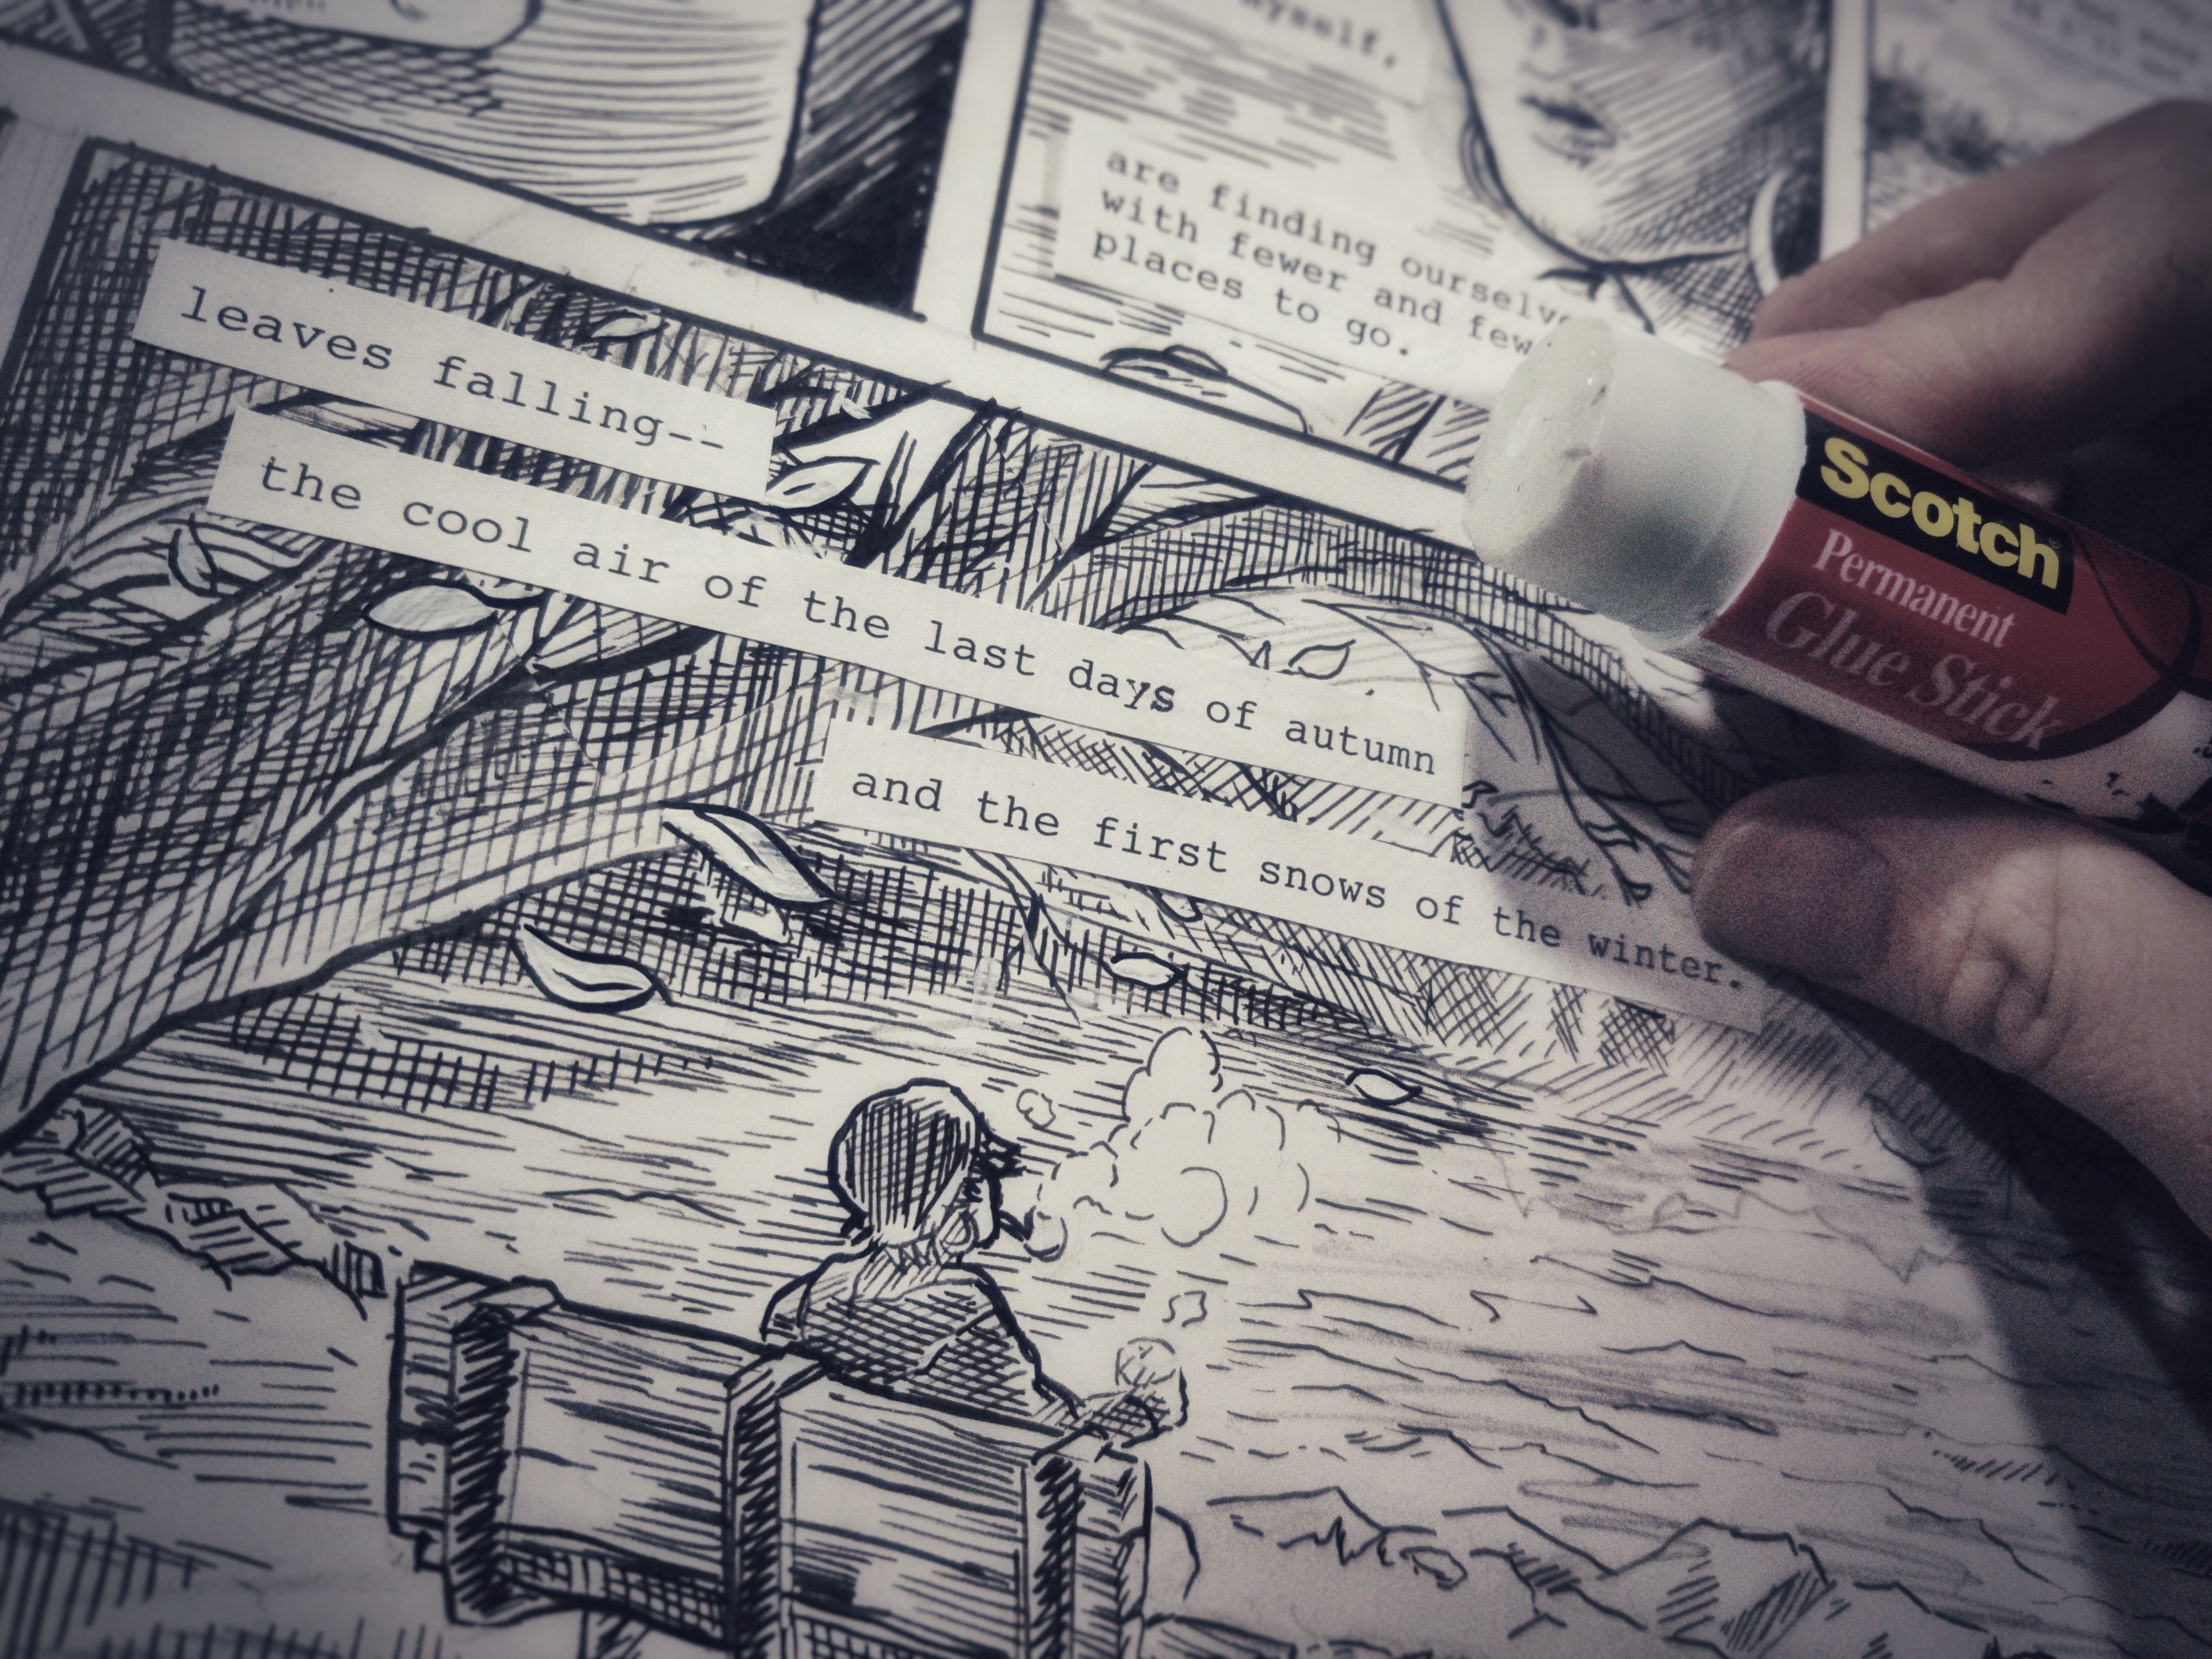 myself,
are finding ourselve
with fewer and few
places to go.
leaves falling--
the cool air of the last days of autumn
and the first snows of the winter.
Scotch
Permanent
Glue Stick